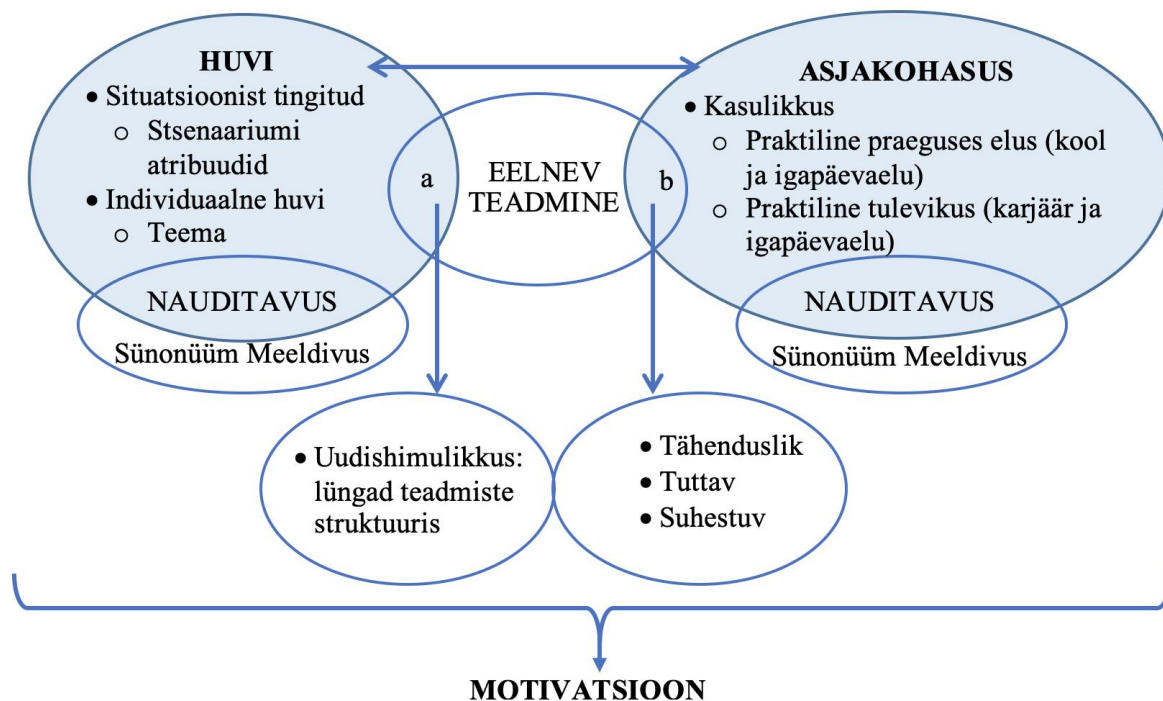 HUVI
• Situatsioonist tingitud
o Stsenaariumi
atribuudid
• Individuaalne huvi
o Teema
NAUDITAVUS
Sünonüüm Meeldivus
a
EELNEV
TEADMINE
b
ASJAKOHASUS
• Kasulikkus
o Praktiline praeguses elus (kool
ja igapäevaelu)
o Praktiline tulevikus (karjäär ja
igapäevaelu)
NAUDITAVUS
Sünonüüm Meeldivus
• Uudishimulikkus:
lüngad teadmiste
struktuuris
• Tähenduslik
• Tuttav
• Suhestuv
MOTIVATSIOON